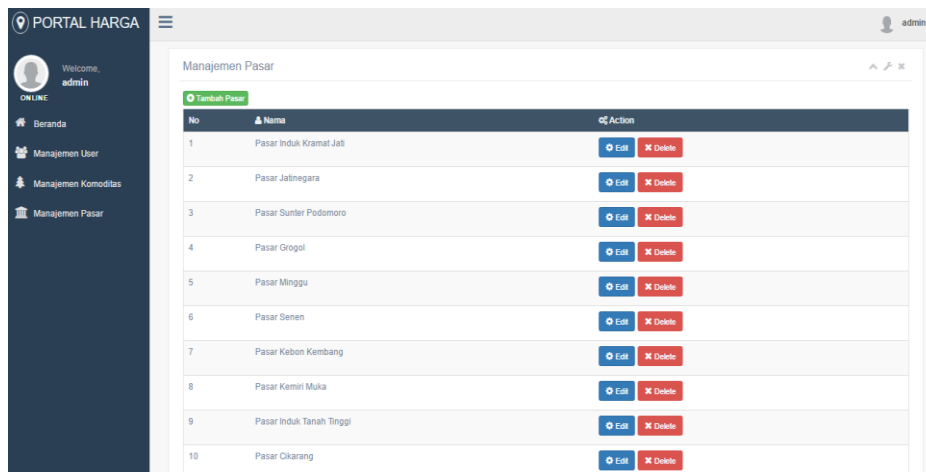 PORTAL HARGA
admin
Welcome,
admin
ONLINE
Beranda
Manajemen User
Manajemen Komoditas
Manajemen Pasar
Manajemen Pasar
Tambah Pasar
No Nama Action
1 Pasar Induk Kramat Jati Edit Delete
2 Pasar Jatinegara Edit Delete
3 Pasar Sunter Podomoro Edit Delete
4 Pasar Grogol Edit Delete
5 Pasar Minggu Edit Delete
6 Pasar Senen Edit Delete
7 Pasar Kebon Kembang Edit Delete
8 Pasar Kemiri Muka Edit Delete
9 Pasar Induk Tanah Tinggi Edit Delete
10 Pasar Cikarang Edit Delete